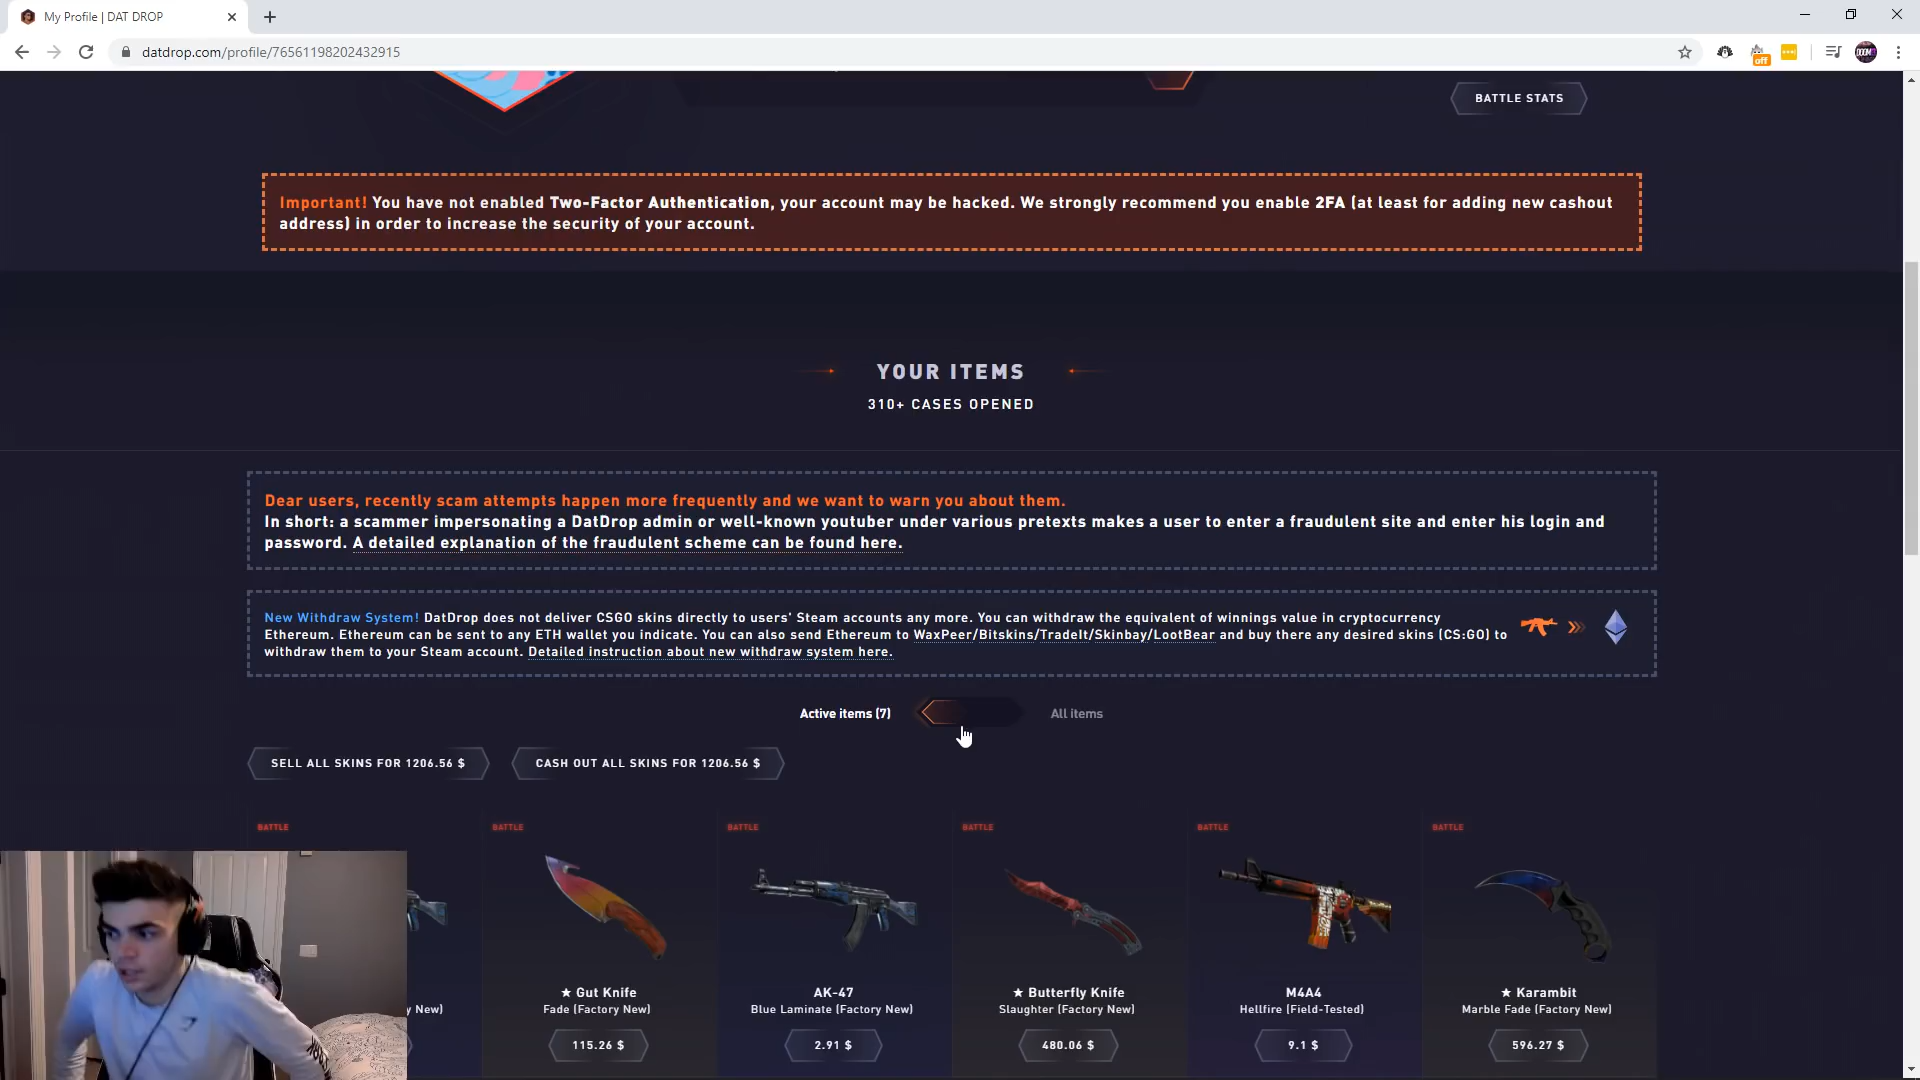 My Profile | DAT DROP
datdrop.com/profile/76561198202432915
off
DOOM
BATTLE STATS
Important! You have not enabled Two-Factor Authentication, your account may be hacked. We strongly recommend you enable 2FA (at least for adding new cashout
address) in order to increase the security of your account.
YOUR ITEMS
310+ CASES OPENED
Dear users, recently scam attempts happen more frequently and we want to warn you about them.
In short: a scammer impersonating a DatDrop admin or well-known youtuber under various pretexts makes a user to enter a fraudulent site and enter his login and
password. A detailed explanation of the fraudulent scheme can be found here.
New Withdraw System! DatDrop does not deliver CSGO skins directly to users' Steam accounts any more. You can withdraw the equivalent of winnings value in cryptocurrency
Ethereum. Ethereum can be sent to any ETH wallet you indicate. You can also send Ethereum to WaxPeer/Bitskins/TradeIt/Skinbay/LootBear and buy there any desired skins (CS:GO) to
withdraw them to your Steam account. Detailed instruction about new withdraw system here.
Active items (7) All items
SELL ALL SKINS FOR 1206.56 $ CASH OUT ALL SKINS FOR 1206.56 $
BATTLE BATTLE BATTLE BATTLE BATTLE BATTLE
★ Gut Knife AK-47 ★ Butterfly Knife M4A4 ★ Karambit
y New) Fade (Factory New) Blue Laminate (Factory New) Slaughter (Factory New) Hellfire (Field-Tested) Marble Fade (Factory New)
115.26 $ 2.91 $ 480.06 $ 9.1 $ 596.27 $